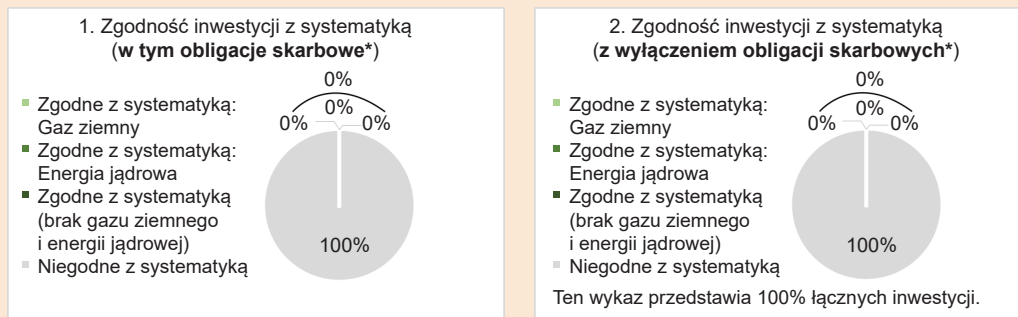 1. Zgodność inwestycji z systematyką
(w tym obligacje skarbowe*)
0%
0%
0%
0%
Zgodne z systematyką:
Gaz ziemny
Zgodne z systematyką:
Energia jądrowa
Zgodne z systematyką
(brak gazu ziemnego
i energii jądrowej)
Niegodne z systematyką
100%
2. Zgodność inwestycji z systematyką
(z wyłączeniem obligacji skarbowych*)
0%
0%
0%
0%
Zgodne z systematyką:
Gaz ziemny
Zgodne z systematyką:
Energia jądrowa
Zgodne z systematyką
(brak gazu ziemnego
i energii jądrowej)
Niegodne z systematyką
100%
Ten wykaz przedstawia 100% łącznych inwestycji.